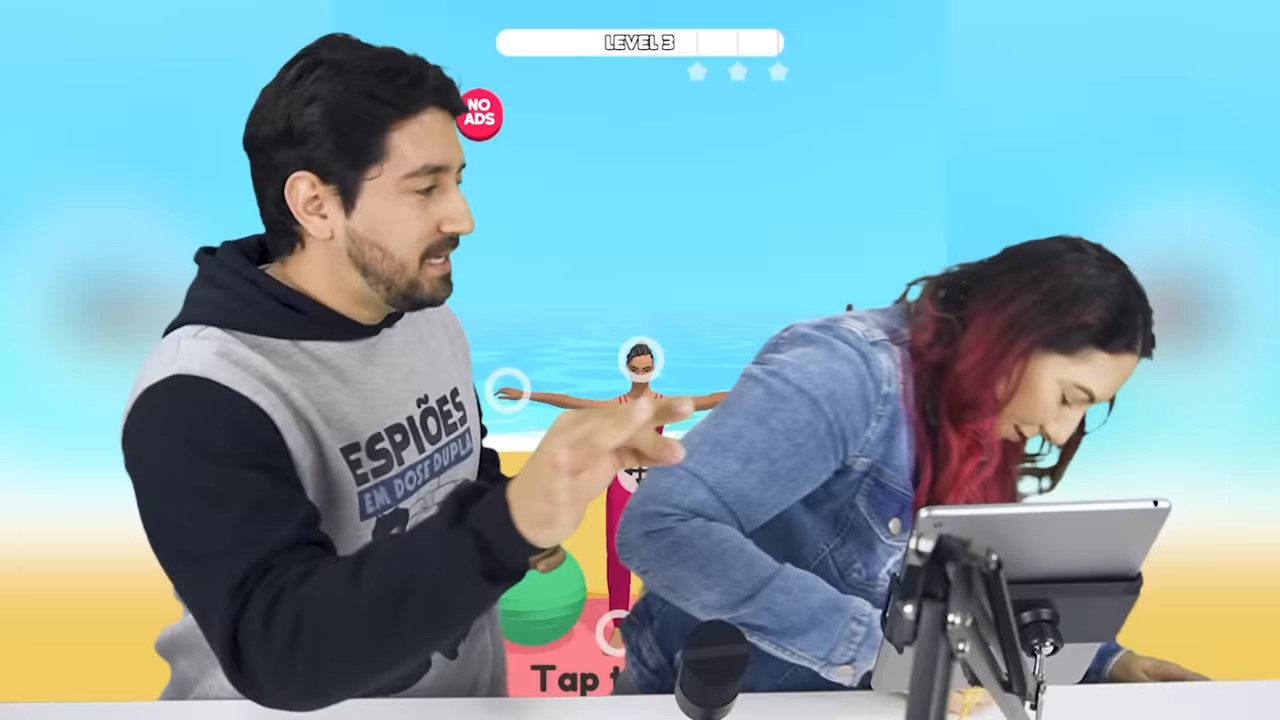 LEVEL 3
NO
ADS
ESPIÕES
EM DOSE DUPLA
Tap